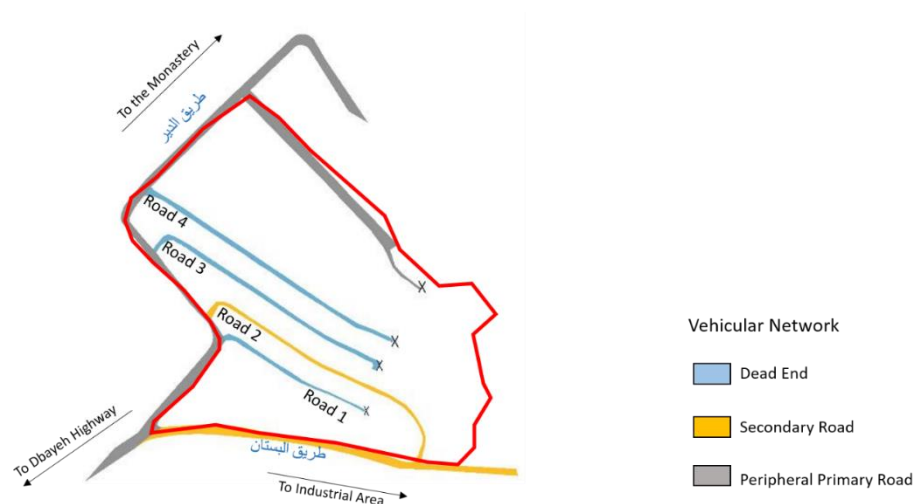 To the Monastery
طريق الدير
Road 4
Road 3
Road 2
Road 1
To Dbayeh Highway
طريق البستان
To Industrial Area
Vehicular Network
Dead End
Secondary Road
Peripheral Primary Road